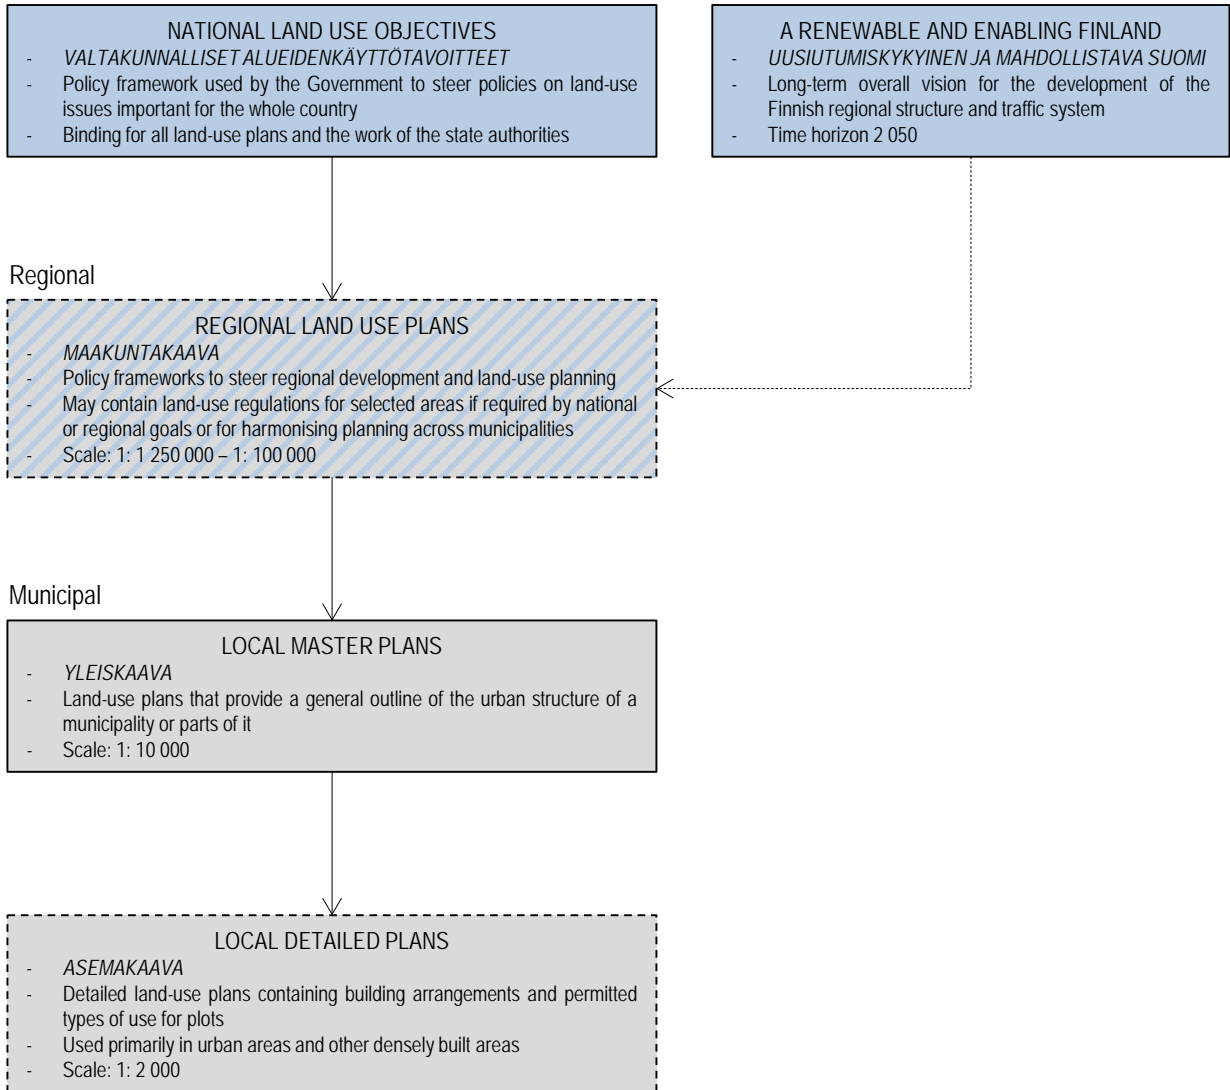 NATIONAL LAND USE OBJECTIVES
- VALTAKUNNALLISET ALUEIDENKÄYTTÖTAVOITTEET
- Policy framework used by the Government to steer policies on land-use
issues important for the whole country
- Binding for all land-use plans and the work of the state authorities
A RENEWABLE AND ENABLING FINLAND
- UUSIUTUMISKYKYINEN JA MAHDOLLISTAVA SUOMI
- Long-term overall vision for the development of the
Finnish regional structure and traffic system
- Time horizon 2 050
Regional
REGIONAL LAND USE PLANS
- MAAKUNTAKAAVA
- Policy frameworks to steer regional development and land-use planning
- May contain land-use regulations for selected areas if required by national
or regional goals or for harmonising planning across municipalities
- Scale: 1: 1 250 000 – 1: 100 000
Municipal
LOCAL MASTER PLANS
- YLEISKAAVA
- Land-use plans that provide a general outline of the urban structure of a
municipality or parts of it
- Scale: 1: 10 000
LOCAL DETAILED PLANS
- ASEMAKAAVA
- Detailed land-use plans containing building arrangements and permitted
types of use for plots
- Used primarily in urban areas and other densely built areas
- Scale: 1: 2 000